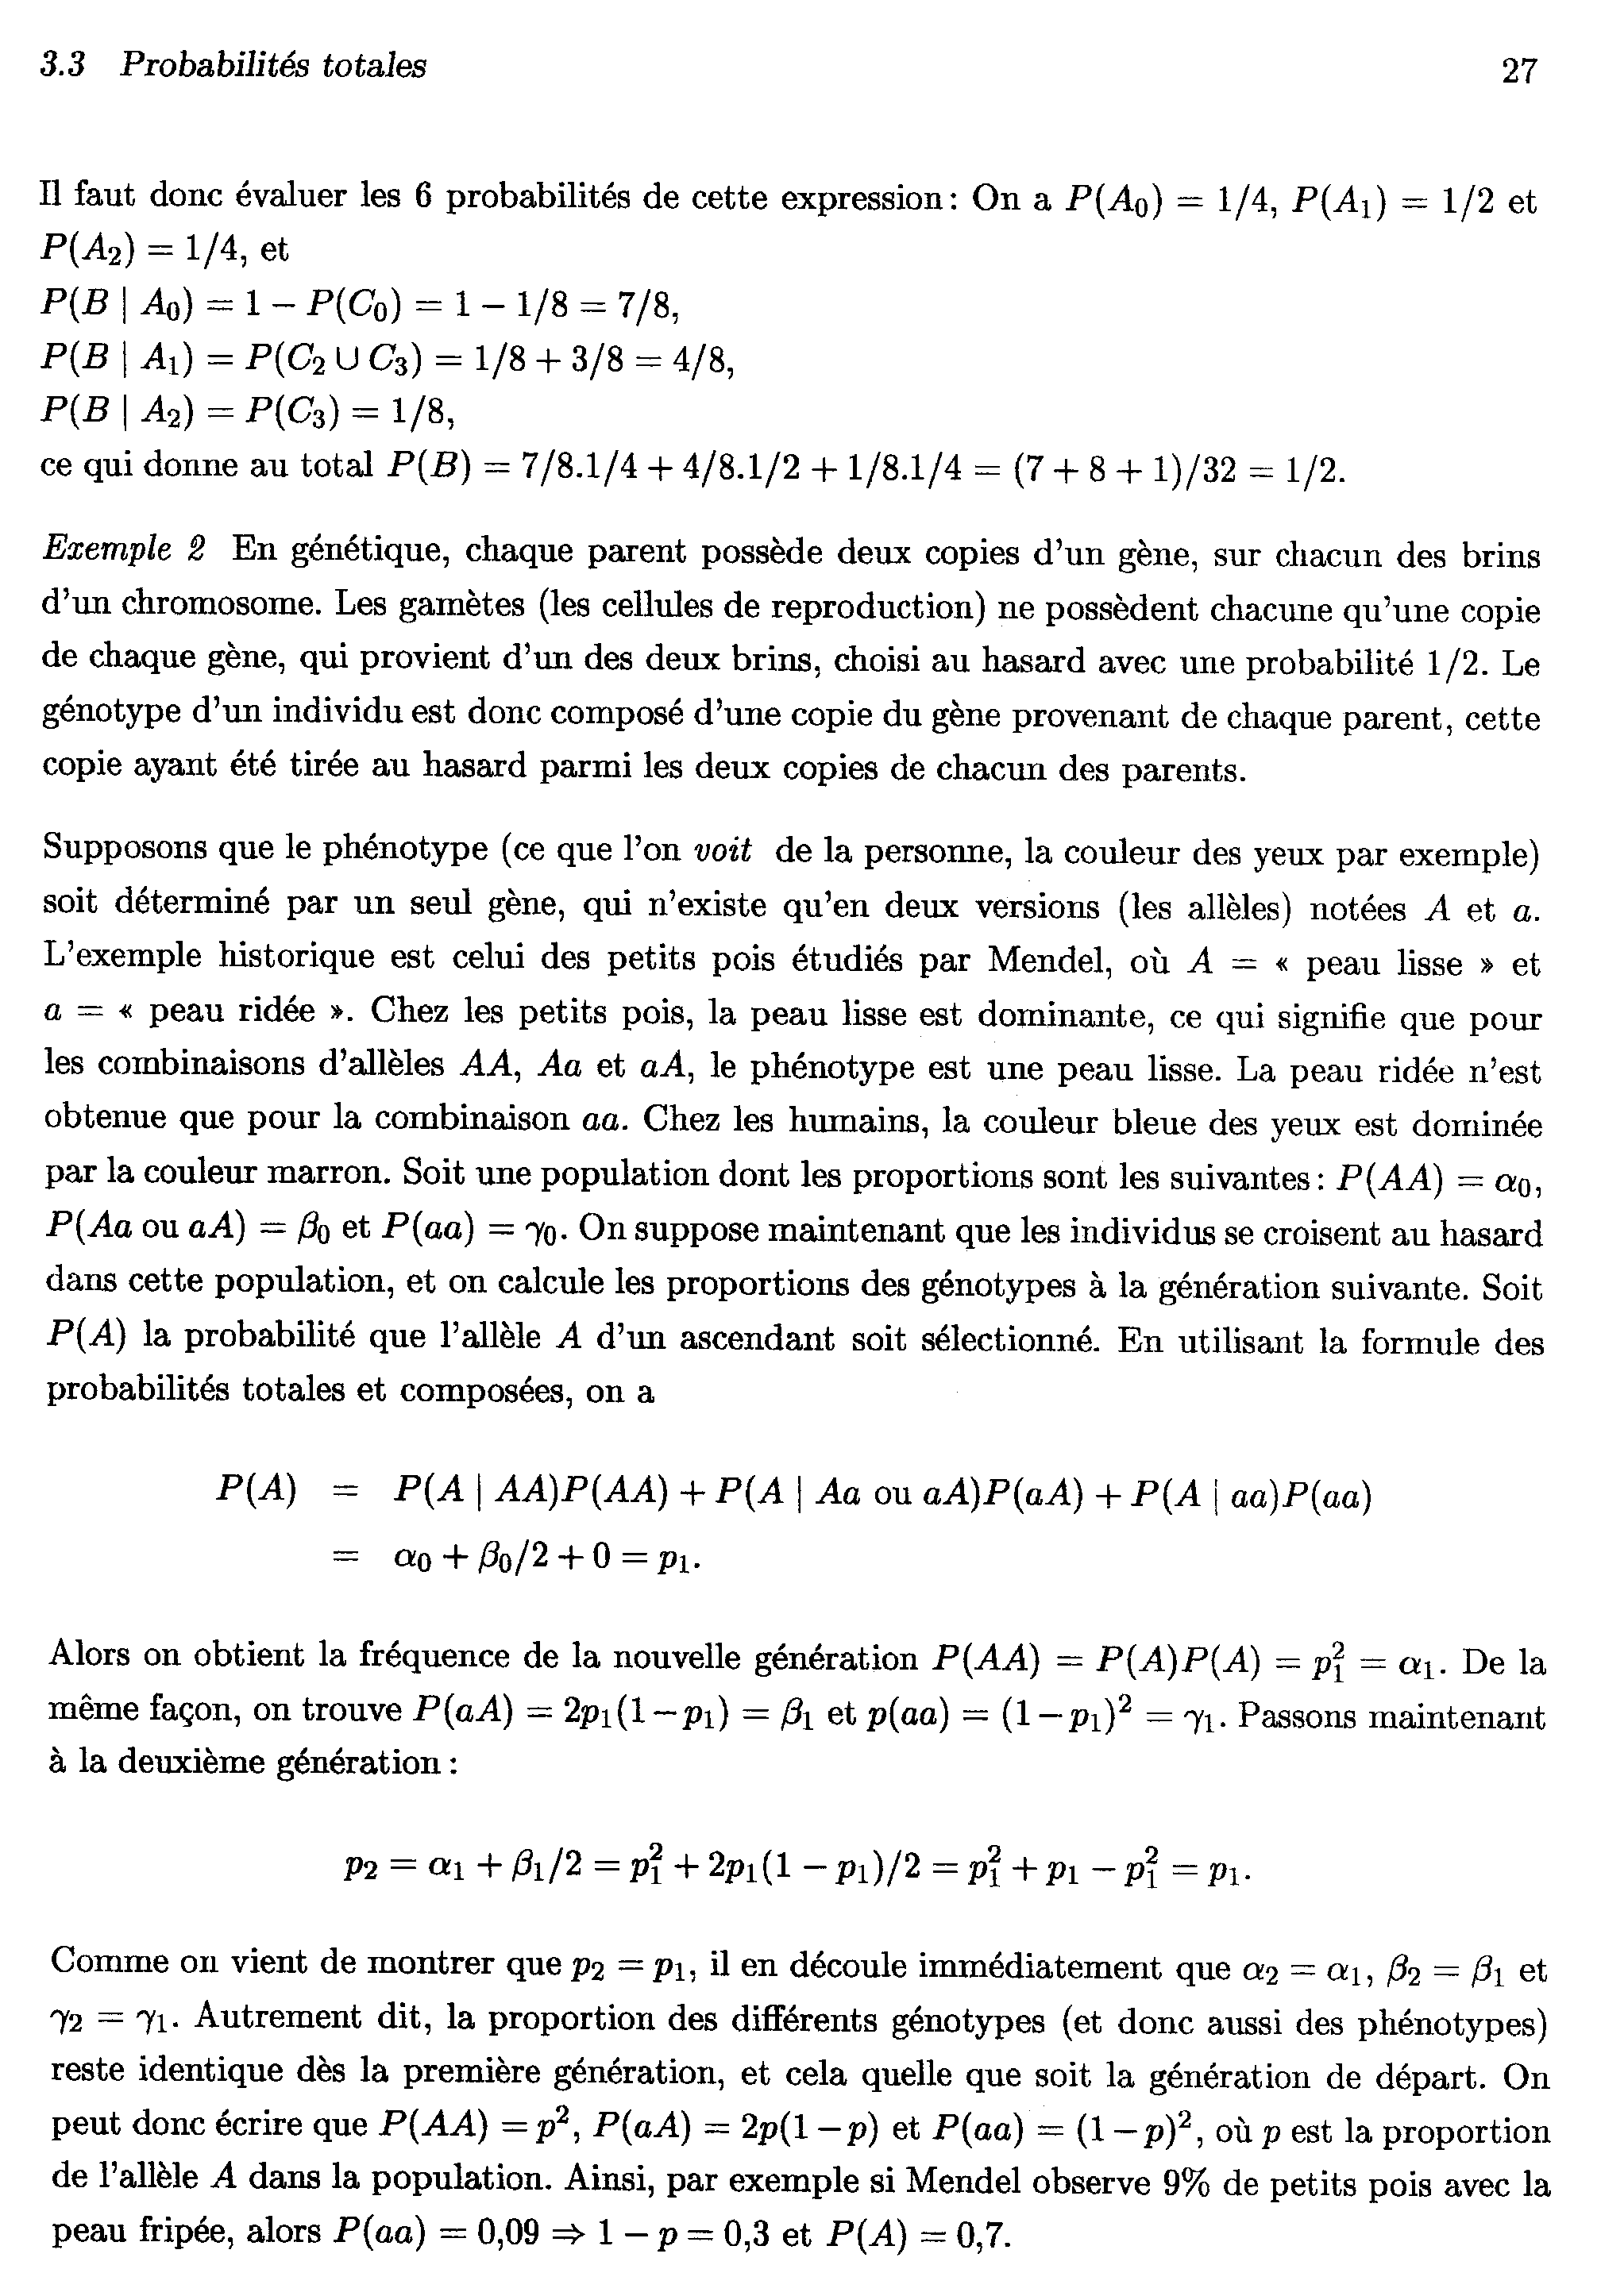 3.3 Probabilités totales 27
Il faut donc évaluer les 6 probabilités de cette expression : On a P(A₀) = 1/4, P(A₁) = 1/2 et
P(A₂) = 1/4, et
P(B | A₀) = 1 − P(C₀) = 1 − 1/8 = 7/8,
P(B | A₁) = P(C₂ ∪ C₃) = 1/8 + 3/8 = 4/8,
P(B | A₂) = P(C₃) = 1/8,
ce qui donne au total P(B) = 7/8.1/4 + 4/8.1/2 + 1/8.1/4 = (7 + 8 + 1)/32 = 1/2.
Exemple 2 En génétique, chaque parent possède deux copies d'un gène, sur chacun des brins
d'un chromosome. Les gamètes (les cellules de reproduction) ne possèdent chacune qu'une copie
de chaque gène, qui provient d'un des deux brins, choisi au hasard avec une probabilité 1/2. Le
génotype d'un individu est donc composé d'une copie du gène provenant de chaque parent, cette
copie ayant été tirée au hasard parmi les deux copies de chacun des parents.
Supposons que le phénotype (ce que l'on voit de la personne, la couleur des yeux par exemple)
soit déterminé par un seul gène, qui n'existe qu'en deux versions (les allèles) notées A et a.
L'exemple historique est celui des petits pois étudiés par Mendel, où A = « peau lisse » et
a = « peau ridée ». Chez les petits pois, la peau lisse est dominante, ce qui signifie que pour
les combinaisons d'allèles AA, Aa et aA, le phénotype est une peau lisse. La peau ridée n'est
obtenue que pour la combinaison aa. Chez les humains, la couleur bleue des yeux est dominée
par la couleur marron. Soit une population dont les proportions sont les suivantes : P(AA) = α₀,
P(Aa ou aA) = β₀ et P(aa) = γ₀. On suppose maintenant que les individus se croisent au hasard
dans cette population, et on calcule les proportions des génotypes à la génération suivante. Soit
P(A) la probabilité que l'allèle A d'un ascendant soit sélectionné. En utilisant la formule des
probabilités totales et composées, on a
P(A) = P(A | AA)P(AA) + P(A | Aa ou aA)P(aA) + P(A | aa)P(aa)
= α₀ + β₀/2 + 0 = p₁.
Alors on obtient la fréquence de la nouvelle génération P(AA) = P(A)P(A) = p₁² = α₁. De la
même façon, on trouve P(aA) = 2p₁(1−p₁) = β₁ et p(aa) = (1−p₁)² = γ₁. Passons maintenant
à la deuxième génération :
p₂ = α₁ + β₁/2 = p₁² + 2p₁(1 − p₁)/2 = p₁² + p₁ − p₁² = p₁.
Comme on vient de montrer que p₂ = p₁, il en découle immédiatement que α₂ = α₁, β₂ = β₁ et
γ₂ = γ₁. Autrement dit, la proportion des différents génotypes (et donc aussi des phénotypes)
reste identique dès la première génération, et cela quelle que soit la génération de départ. On
peut donc écrire que P(AA) = p², P(aA) = 2p(1 − p) et P(aa) = (1 − p)², où p est la proportion
de l'allèle A dans la population. Ainsi, par exemple si Mendel observe 9% de petits pois avec la
peau fripée, alors P(aa) = 0,09 ⇒ 1 − p = 0,3 et P(A) = 0,7.